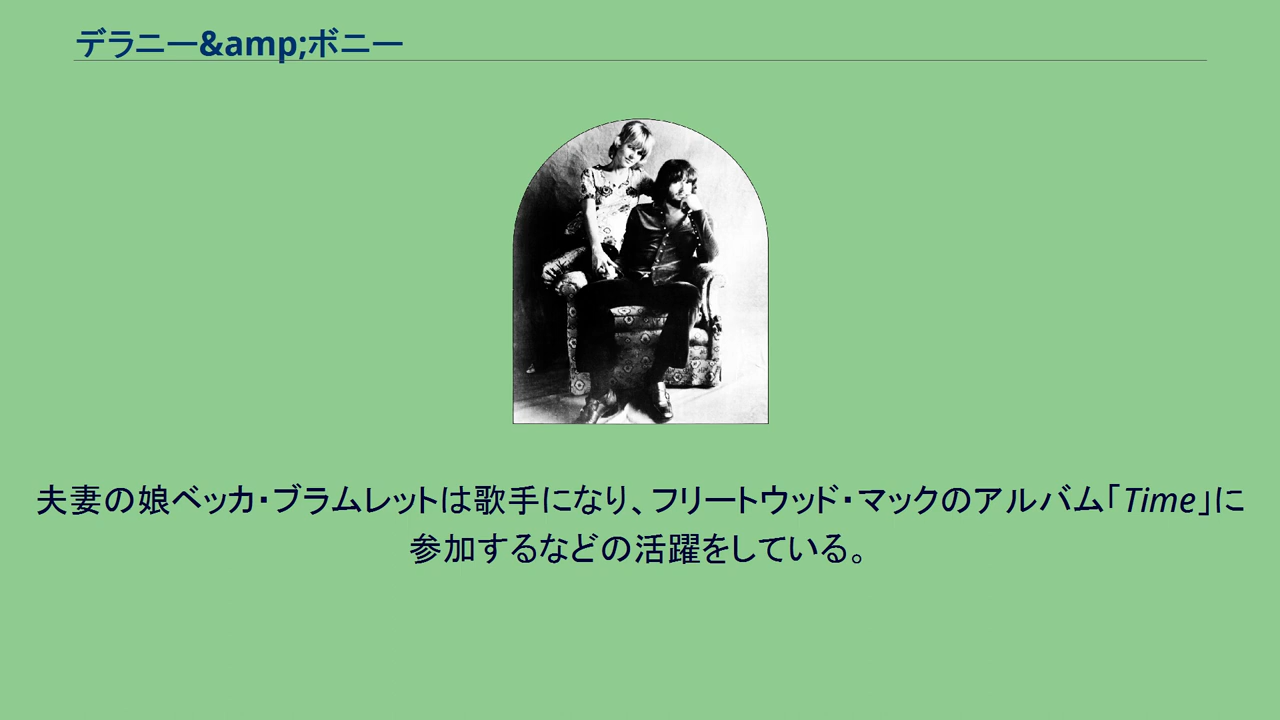 デラニー&amp;ボニー
夫妻の娘ベッカ・ブラムレットは歌手になり、フリートウッド・マックのアルバム「Time」に
参加するなどの活躍をしている。